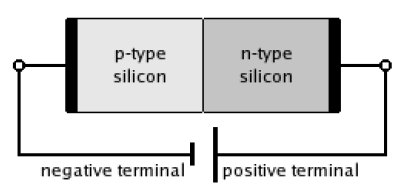 p-type
silicon
n-type
silicon
negative terminal
positive terminal